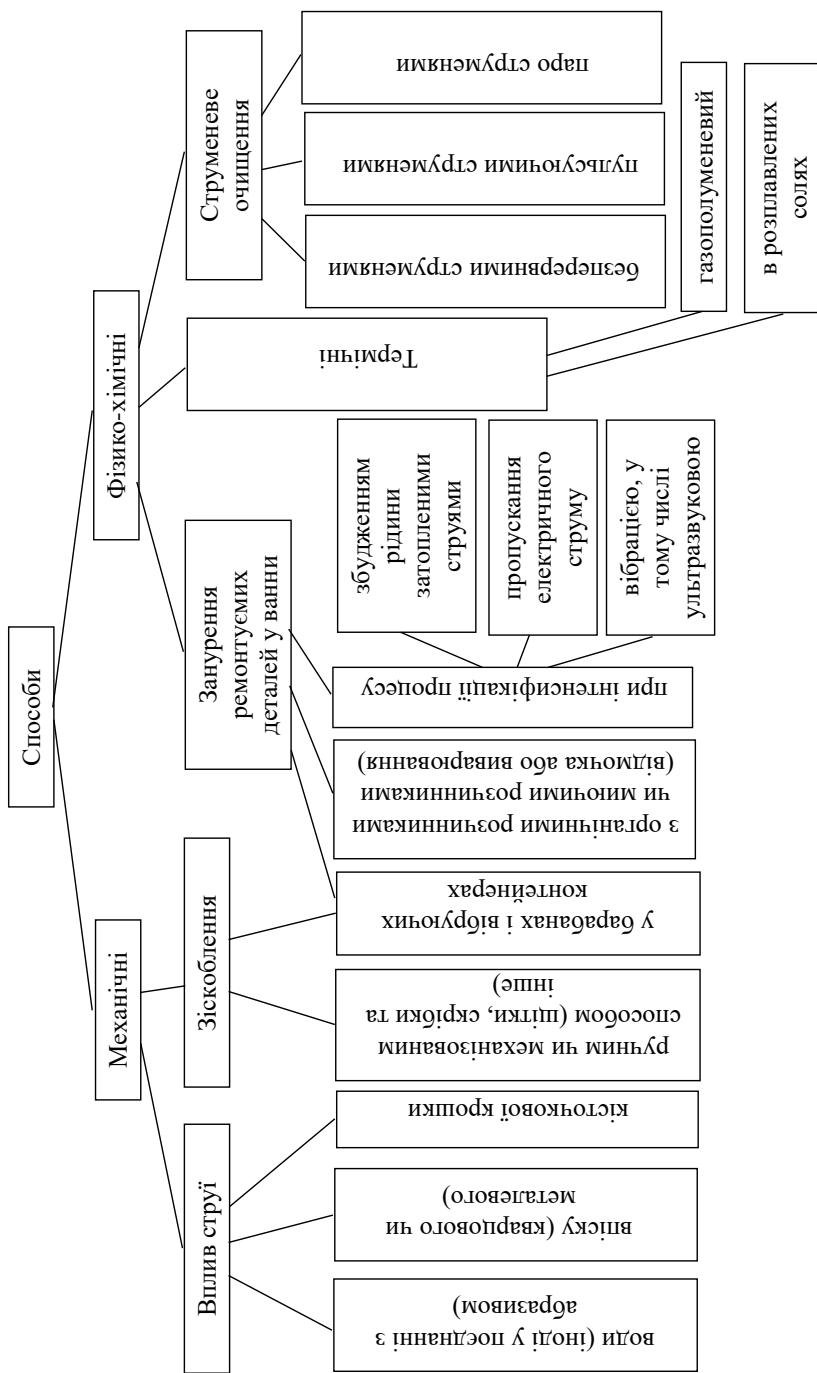 Способи
Механічні
Фізико-хімічні
Вплив струї
Зіскоблення
Занурення
ремонтуємих
деталей у ванни
Термічні
Струменеве
очищення
води (іноді у поєднанні з
абразивом)
впіску (кварцового чи
металевого)
кісточкової крошки
ручним чи механізованим
способом (щітки, скрібки та
інше)
у барабанах і вібруючих
контейнерах
з органічними розчинниками
чи миючими розчинниками
(відмочка або виварювання)
при інтенсифікації процесу
збудженням
рідини
затопленими
струями
пропускання
електричного
струму
вібрацією, у
тому числі
ультразвуковою
безперервними струменями
пульсуючими струменями
паро струменями
газополуменевий
в розплавлених
солях